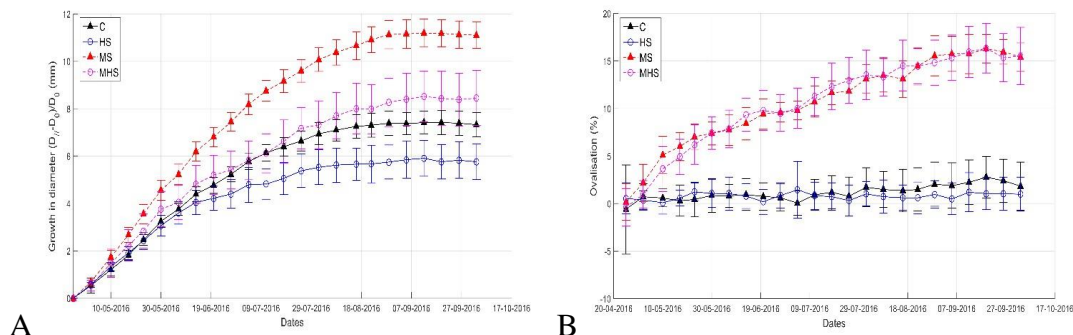 C
HS
MS
MHS
Growth in diameter (D//-D0)/D0 (mm)
12
10
8
6
4
2
0
10-05-2016 30-05-2016 19-06-2016 09-07-2016 29-07-2016 18-08-2016 07-09-2016 27-09-2016 17-10-2016
Dates
A
C
HS
MS
MHS
Ovalisation (%)
20
15
10
5
0
-5
-10
20-04-2016 10-05-2016 30-05-2016 19-06-2016 09-07-2016 29-07-2016 18-08-2016 07-09-2016 27-09-2016 17-10-2016
Dates
B